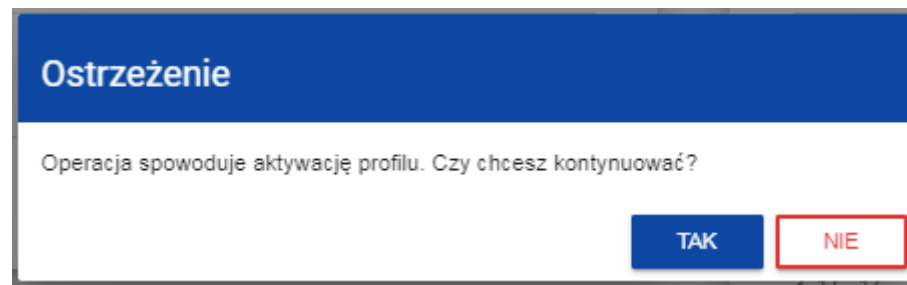 Ostrzeżenie
Operacja spowoduje aktywację profilu. Czy chcesz kontynuować?
TAK NIE